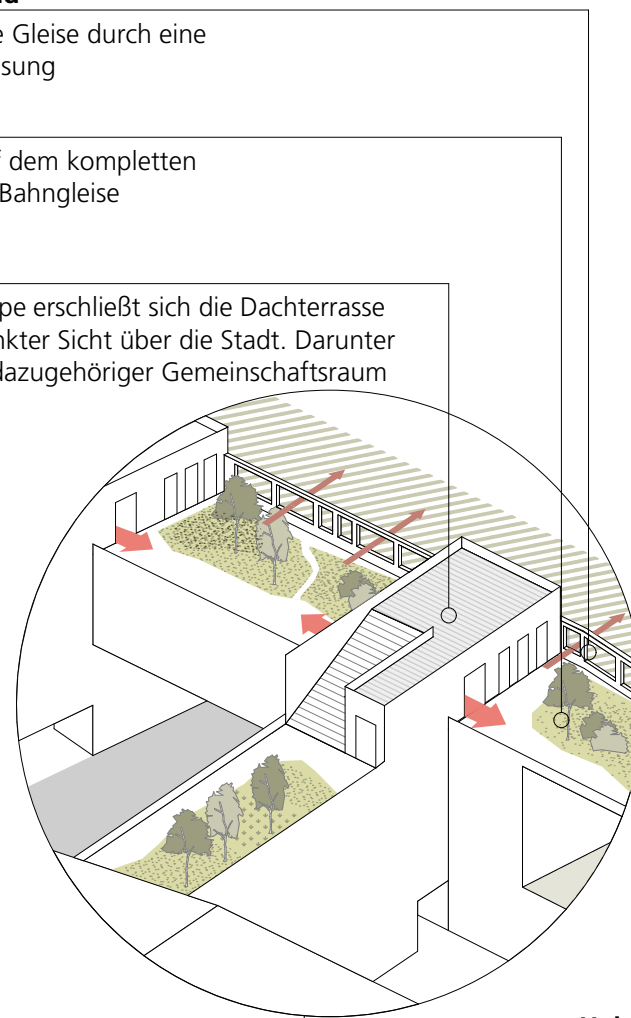 e Gleise durch eine
sung
f dem kompletten
Bahngleise
pe erschließt sich die Dachterrasse
nkter Sicht über die Stadt. Darunter
dazugehöriger Gemeinschaftsraum